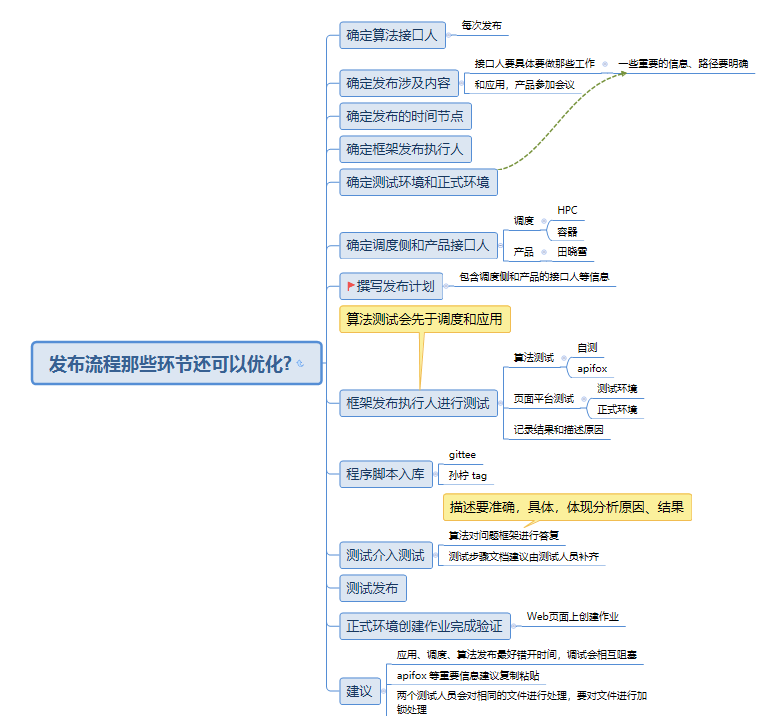 发布流程那些环节还可以优化?
确定算法接口人
每次发布
确定发布涉及内容
接口人要具体要做那些工作
一些重要的信息、路径要明确
和应用，产品参加会议
确定发布的时间节点
确定框架发布执行人
确定测试环境和正式环境
确定调度侧和产品接口人
调度
HPC
容器
产品
田晓雪
撰写发布计划
包含调度侧和产品的接口人等信息
算法测试会先于调度和应用
框架发布执行人进行测试
算法测试
自测
apifox
页面平台测试
测试环境
正式环境
记录结果和描述原因
程序脚本入库
gittee
孙柠 tag
描述要准确，具体，体现分析原因、结果
测试介入测试
算法对问题框架进行答复
测试步骤文档建议由测试人员补齐
测试发布
正式环境创建作业完成验证
Web页面上创建作业
建议
应用、调度、算法发布最好错开时间，调试会相互阻塞
apifox 等重要信息建议复制粘贴
两个测试人员会对相同的文件进行处理，要对文件进行加
锁处理